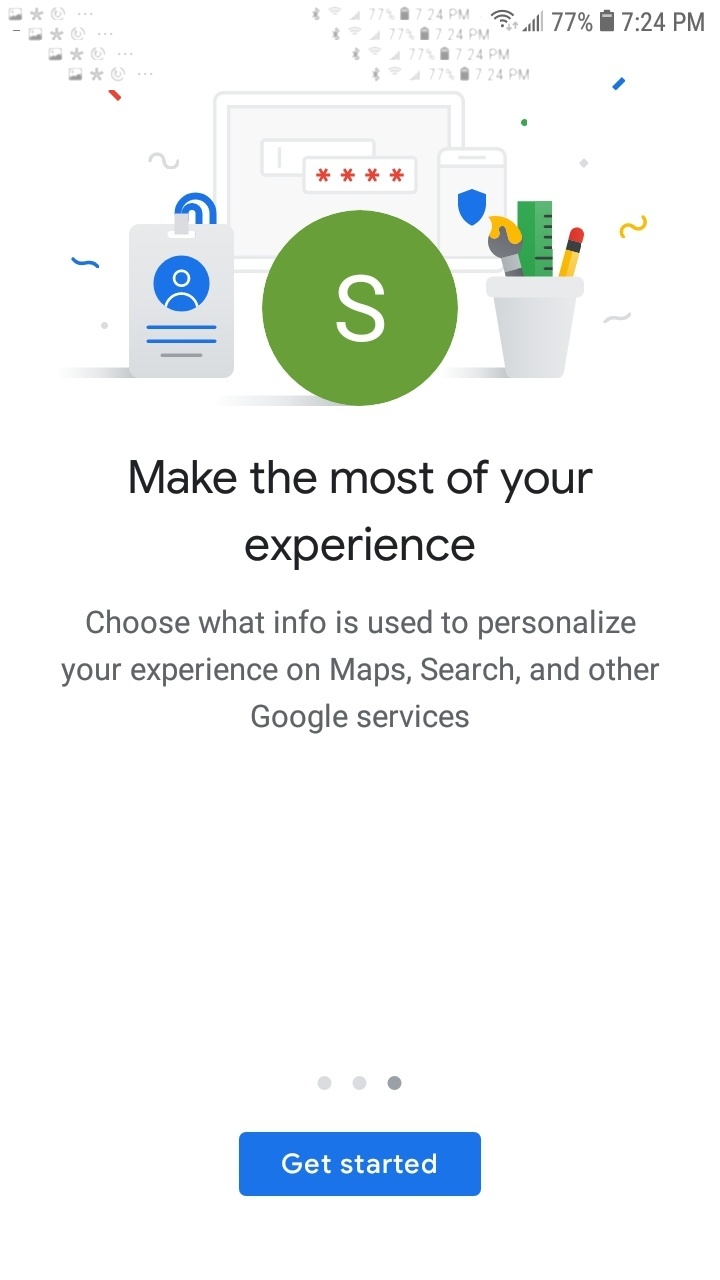 77% 7:24 PM
77% 7 24 PM
77% 7 24 PM
77% 7 24 PM
77% 7 24 PM
* * * *
S
Make the most of your
experience
Choose what info is used to personalize
your experience on Maps, Search, and other
Google services
Get started